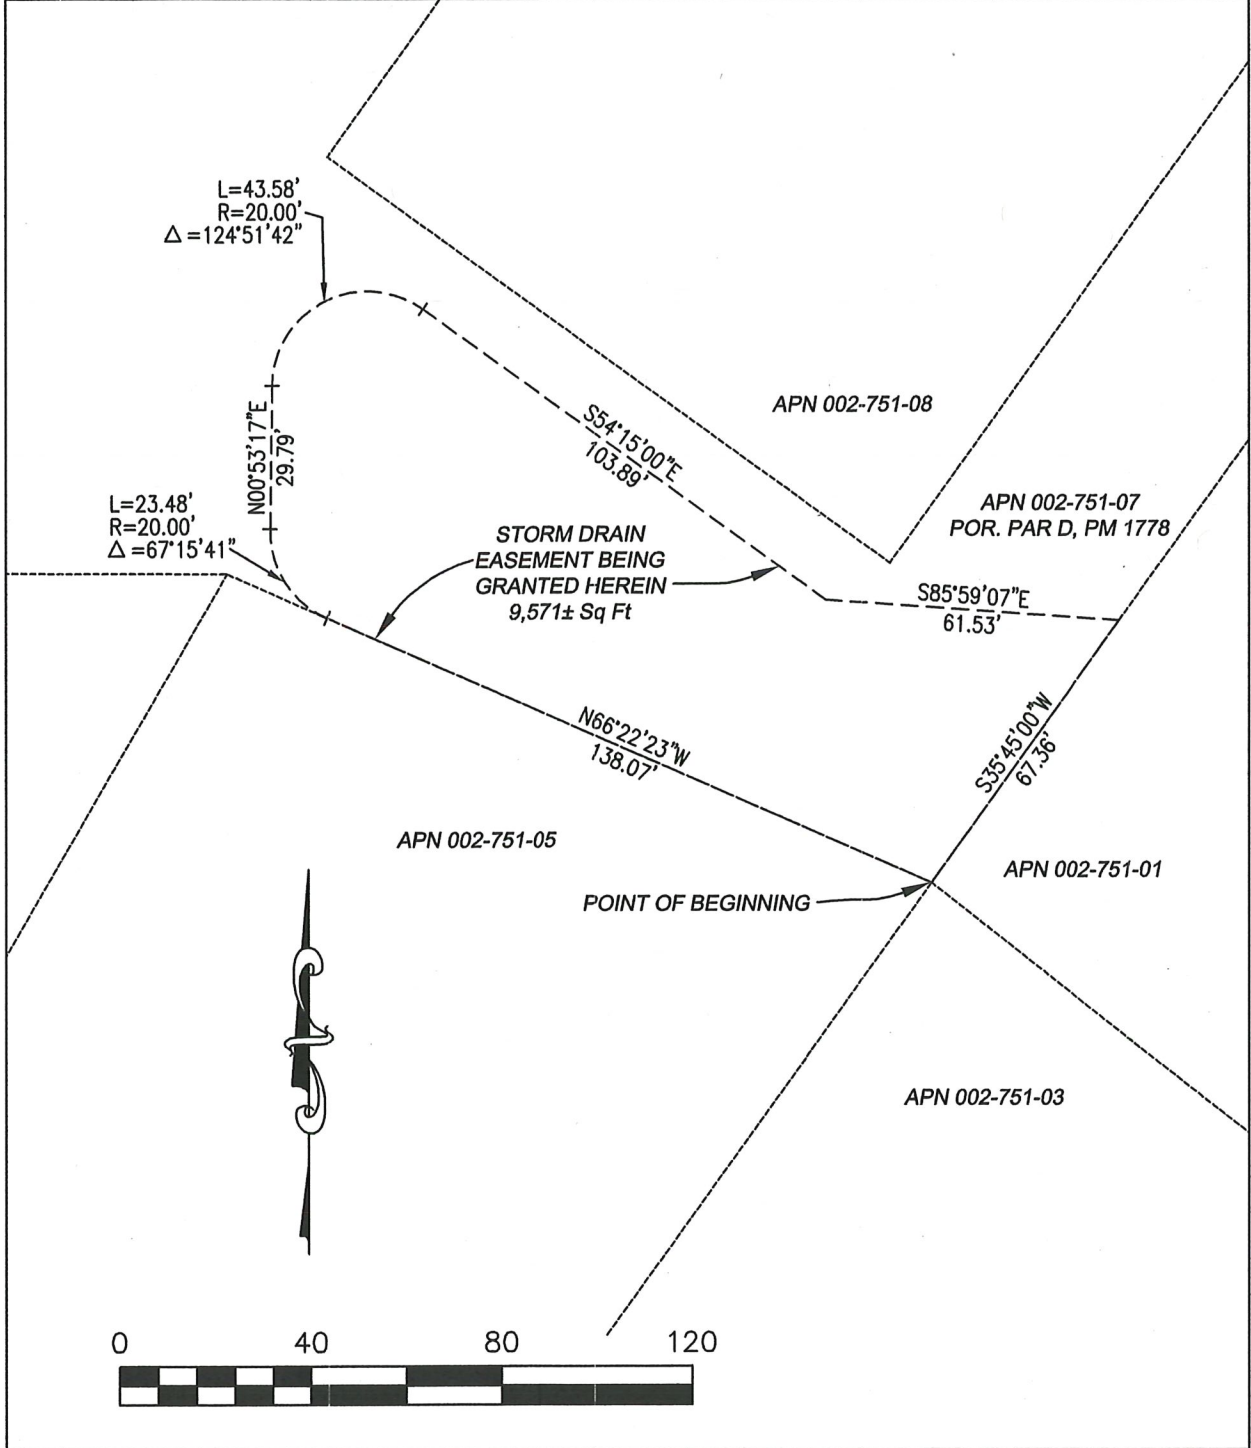 L=43.58'
R=20.00'
Δ=124°51'42"
APN 002-751-08
S54°15'00"E
103.89'
N00°53'17"E
29.79'
L=23.48'
R=20.00'
Δ=67°15'41"
APN 002-751-07
POR. PAR D, PM 1778
STORM DRAIN
EASEMENT BEING
GRANTED HEREIN
9,571± Sq Ft
S85°59'07"E
61.53'
N66°22'23"W
138.07'
S35°45'00"W
67.36'
APN 002-751-05
APN 002-751-01
POINT OF BEGINNING
APN 002-751-03
0 40 80 120